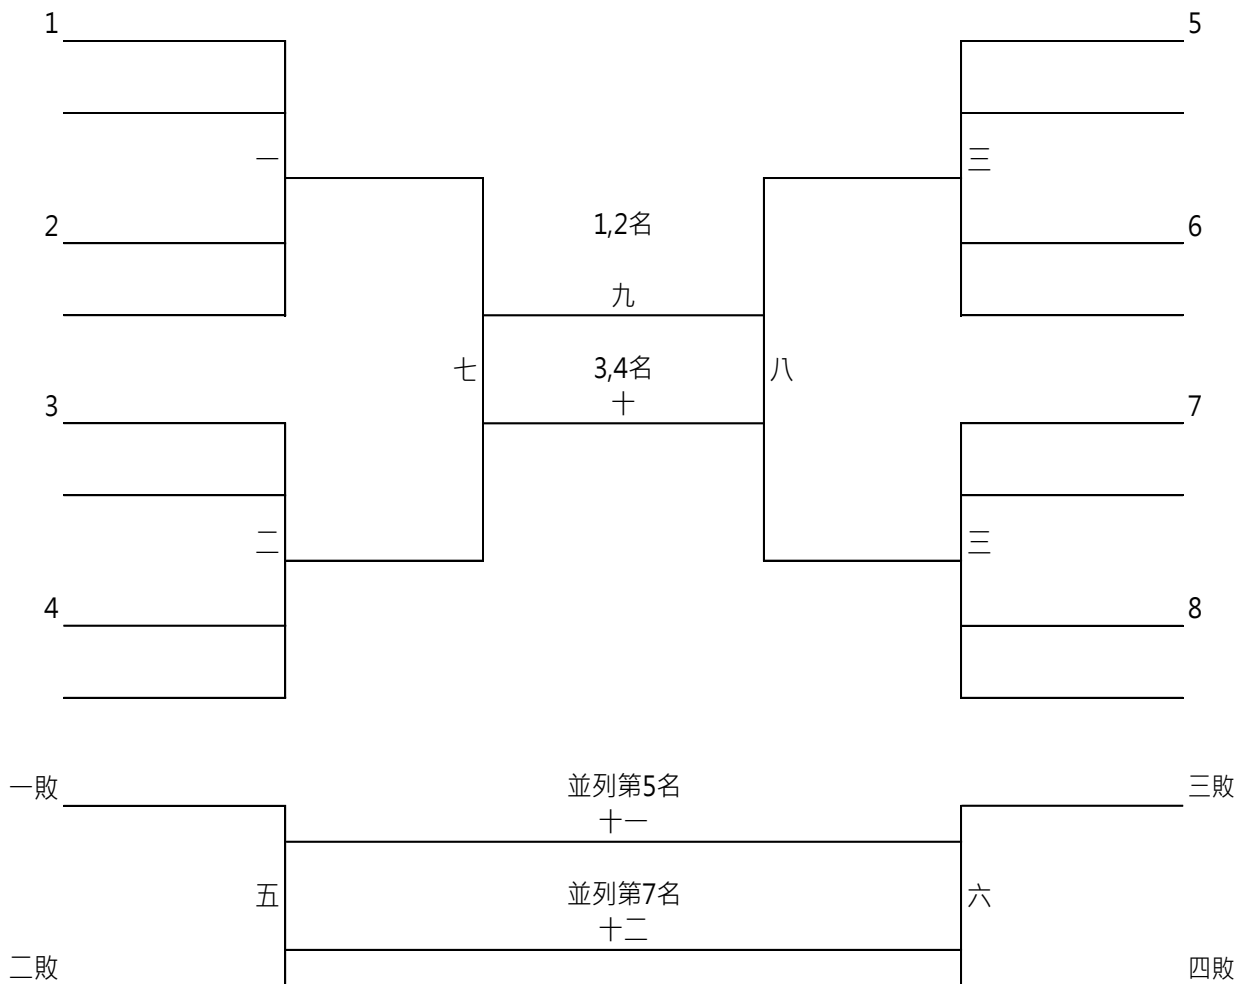 1 5
一 三
2 6
1,2名
九
七 八
3,4名
十
3 7
二 三
4 8
一敗 三敗
並列第5名
十一
五 六
並列第7名
十二
二敗 四敗